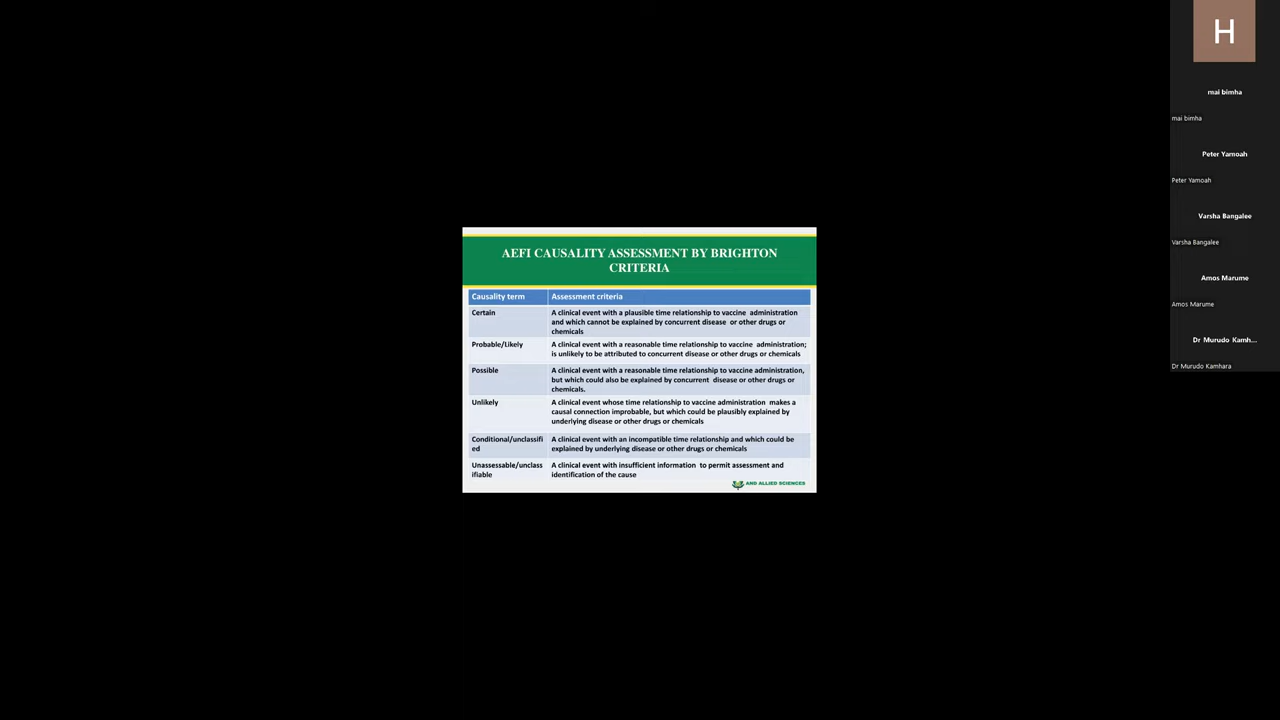 AEFI CAUSALITY ASSESSMENT BY BRIGHTON
CRITERIA
Causality term
Assessment criteria
Certain
A clinical event with a plausible time relationship to vaccine administration
and which cannot be explained by concurrent disease or other drugs or
chemicals
Probable/Likely
A clinical event with a reasonable time relationship to vaccine administration;
is unlikely to be attributed to concurrent disease or other drugs or chemicals
Possible
A clinical event with a reasonable time relationship to vaccine administration,
but which could also be explained by concurrent disease or other drugs or
chemicals.
Unlikely
A clinical event whose time relationship to vaccine administration makes a
causal connection improbable, but which could be plausibly explained by
underlying disease or other drugs or chemicals
Conditional/unclassifi
ed
A clinical event with an incompatible time relationship and which could be
explained by underlying disease or other drugs or chemicals
Unassessable/unclass
ifiable
A clinical event with insufficient information to permit assessment and
identification of the cause
AND ALLIED SCIENCES
H
mai bimha
mai bimha
Peter Yamoah
Peter Yamoah
Varsha Bangalee
Varsha Bangalee
Amos Marume
Amos Marume
Dr Murudo Kamh...
Dr Murudo Kamhara